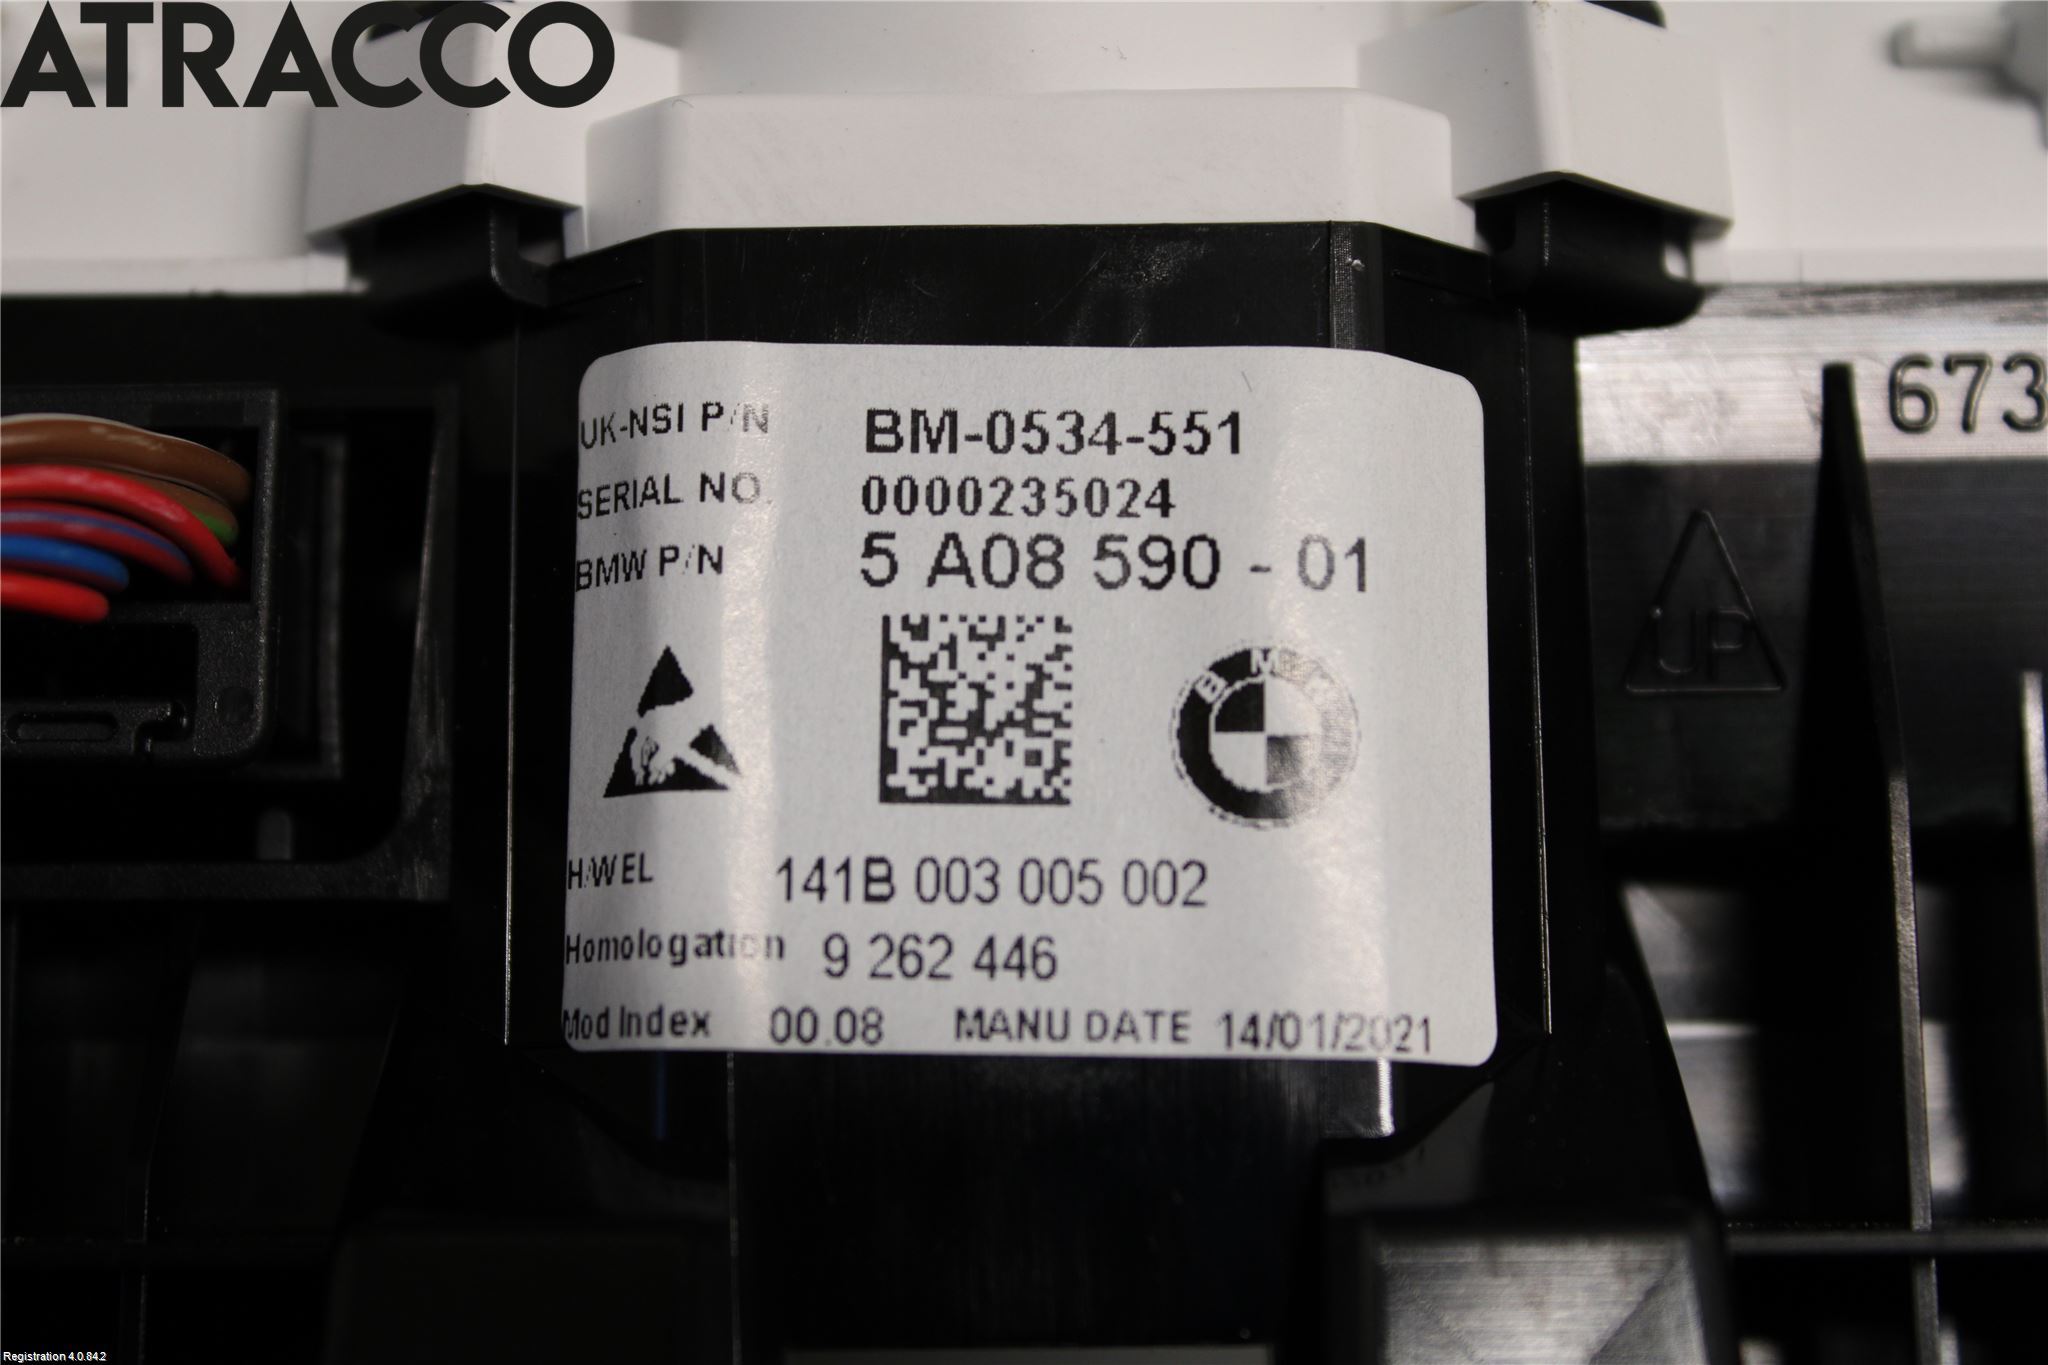 ATRACCO
673
UK-NSI P/N BM-0534-551
SERIAL NO. 0000235024
BMW P/N 5 A08 590 - 01
UP
BMW
H/W EL 141B 003 005 002
Homologation 9 262 446
Mod Index 00.08 MANU DATE 14/01/2021
Registration 4.0.84.2